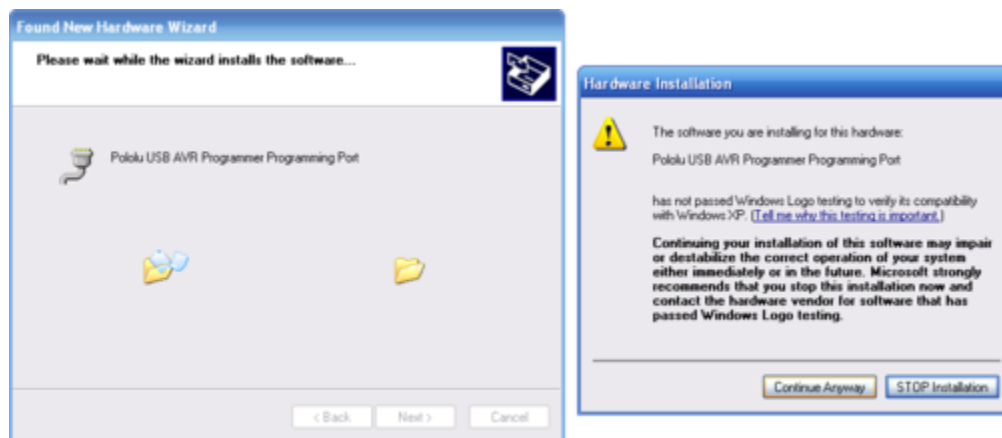 Found New Hardware Wizard
Please wait while the wizard installs the software...
Pololu USB AVR Programmer Programming Port
< Back
Next >
Cancel
Hardware Installation
The software you are installing for this hardware:
Pololu USB AVR Programmer Programming Port
has not passed Windows Logo testing to verify its compatibility
with Windows XP. (Tell me why this testing is important.)
Continuing your installation of this software may impair
or destabilize the correct operation of your system
either immediately or in the future. Microsoft strongly
recommends that you stop this installation now and
contact the hardware vendor for software that has
passed Windows Logo testing.
Continue Anyway
STOP Installation